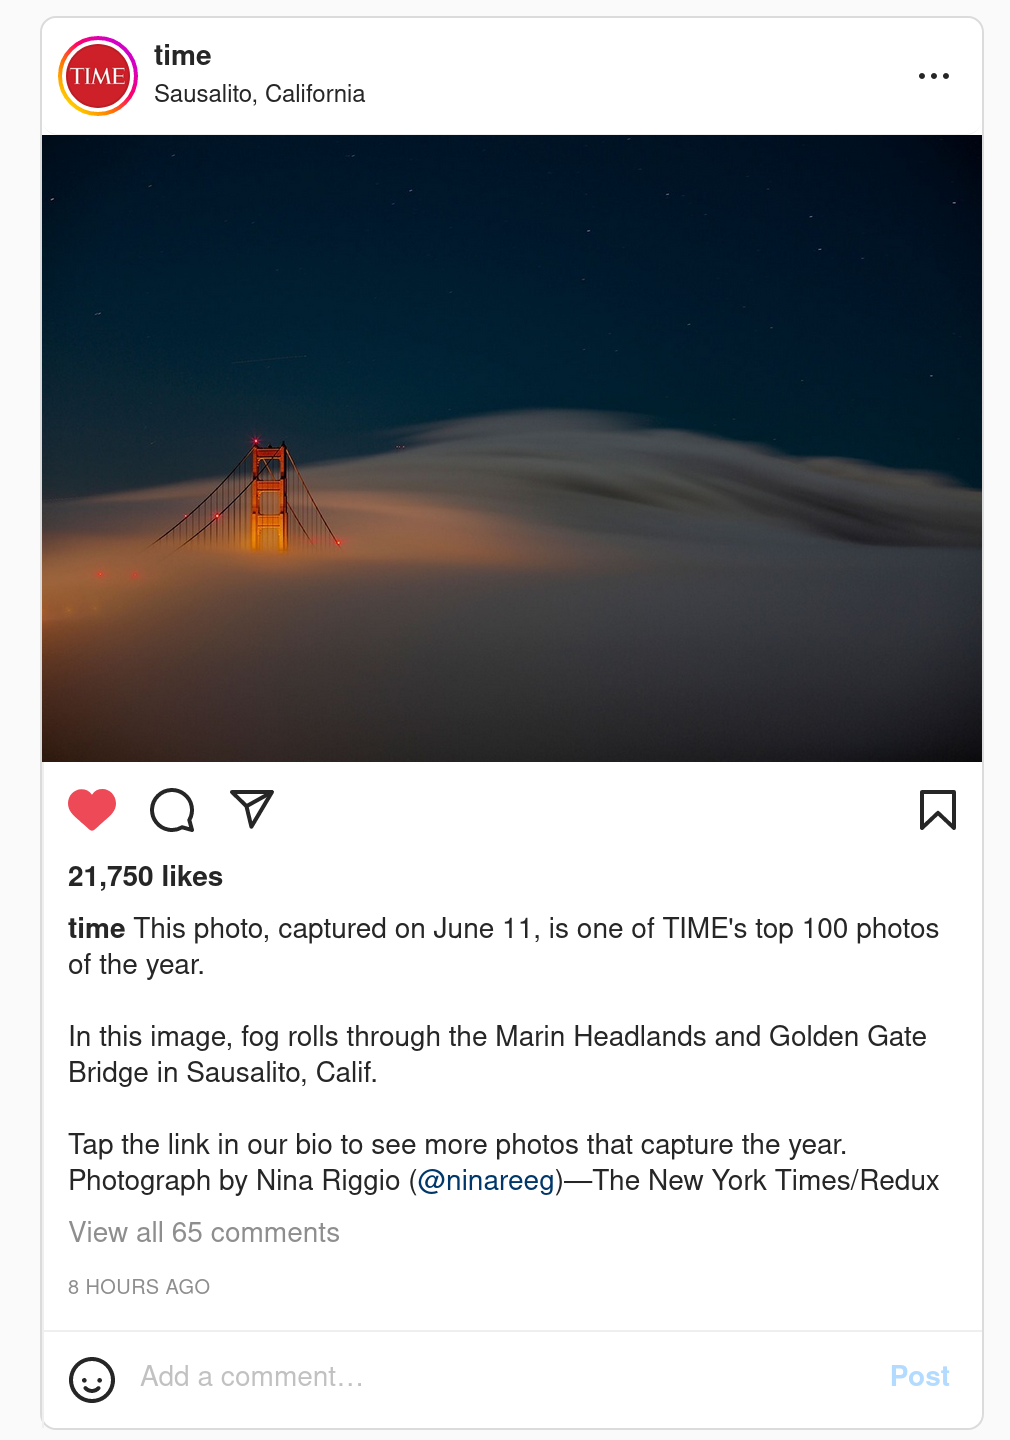 TIME
time
Sausalito, California
21,750 likes
time This photo, captured on June 11, is one of TIME's top 100 photos
of the year.
In this image, fog rolls through the Marin Headlands and Golden Gate
Bridge in Sausalito, Calif.
Tap the link in our bio to see more photos that capture the year.
Photograph by Nina Riggio (@ninareeg)—The New York Times/Redux
View all 65 comments
8 HOURS AGO
Add a comment…
Post